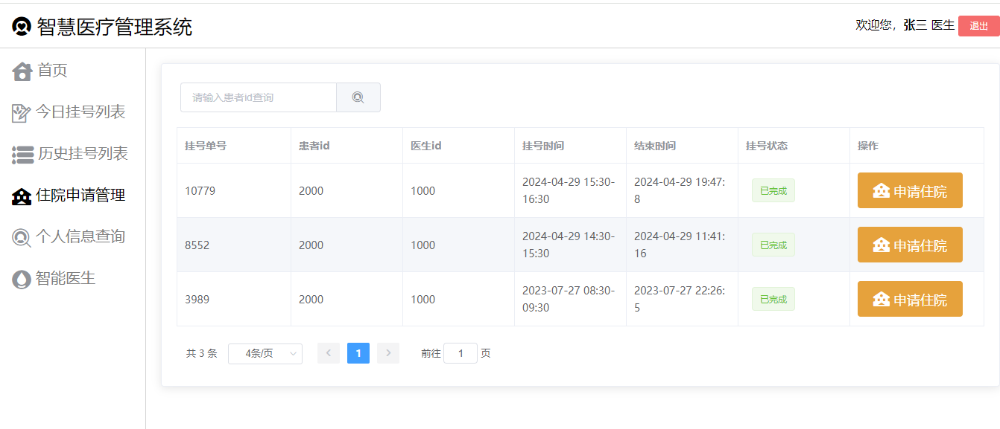 智慧医疗管理系统
欢迎您，张三 医生 退出
首页
今日挂号列表
历史挂号列表
住院申请管理
个人信息查询
智能医生
请输入患者id查询
挂号单号 患者id 医生id 挂号时间 结束时间 挂号状态 操作
10779 2000 1000 2024-04-29 15:30-16:30 2024-04-29 19:47:8 已完成 申请住院
8552 2000 1000 2024-04-29 14:30-15:30 2024-04-29 11:41:16 已完成 申请住院
3989 2000 1000 2023-07-27 08:30-09:30 2023-07-27 22:26:5 已完成 申请住院
共 3 条 4条/页 1 前往 1 页